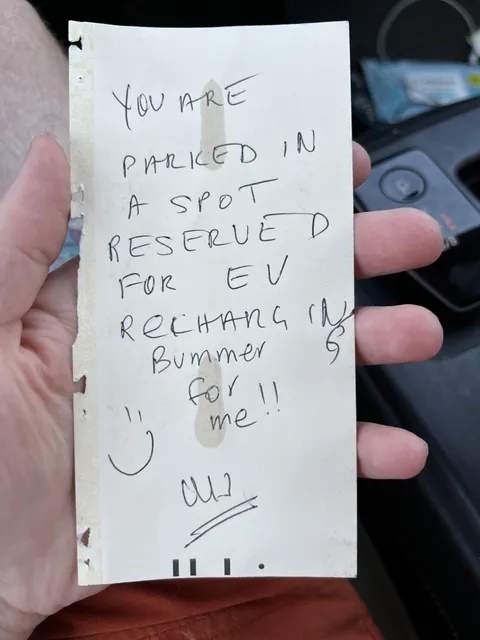 YOU ARE
PARKED IN
A SPOT
RESERVED
FOR EV
RECHARGING
Bummer
for
me!!